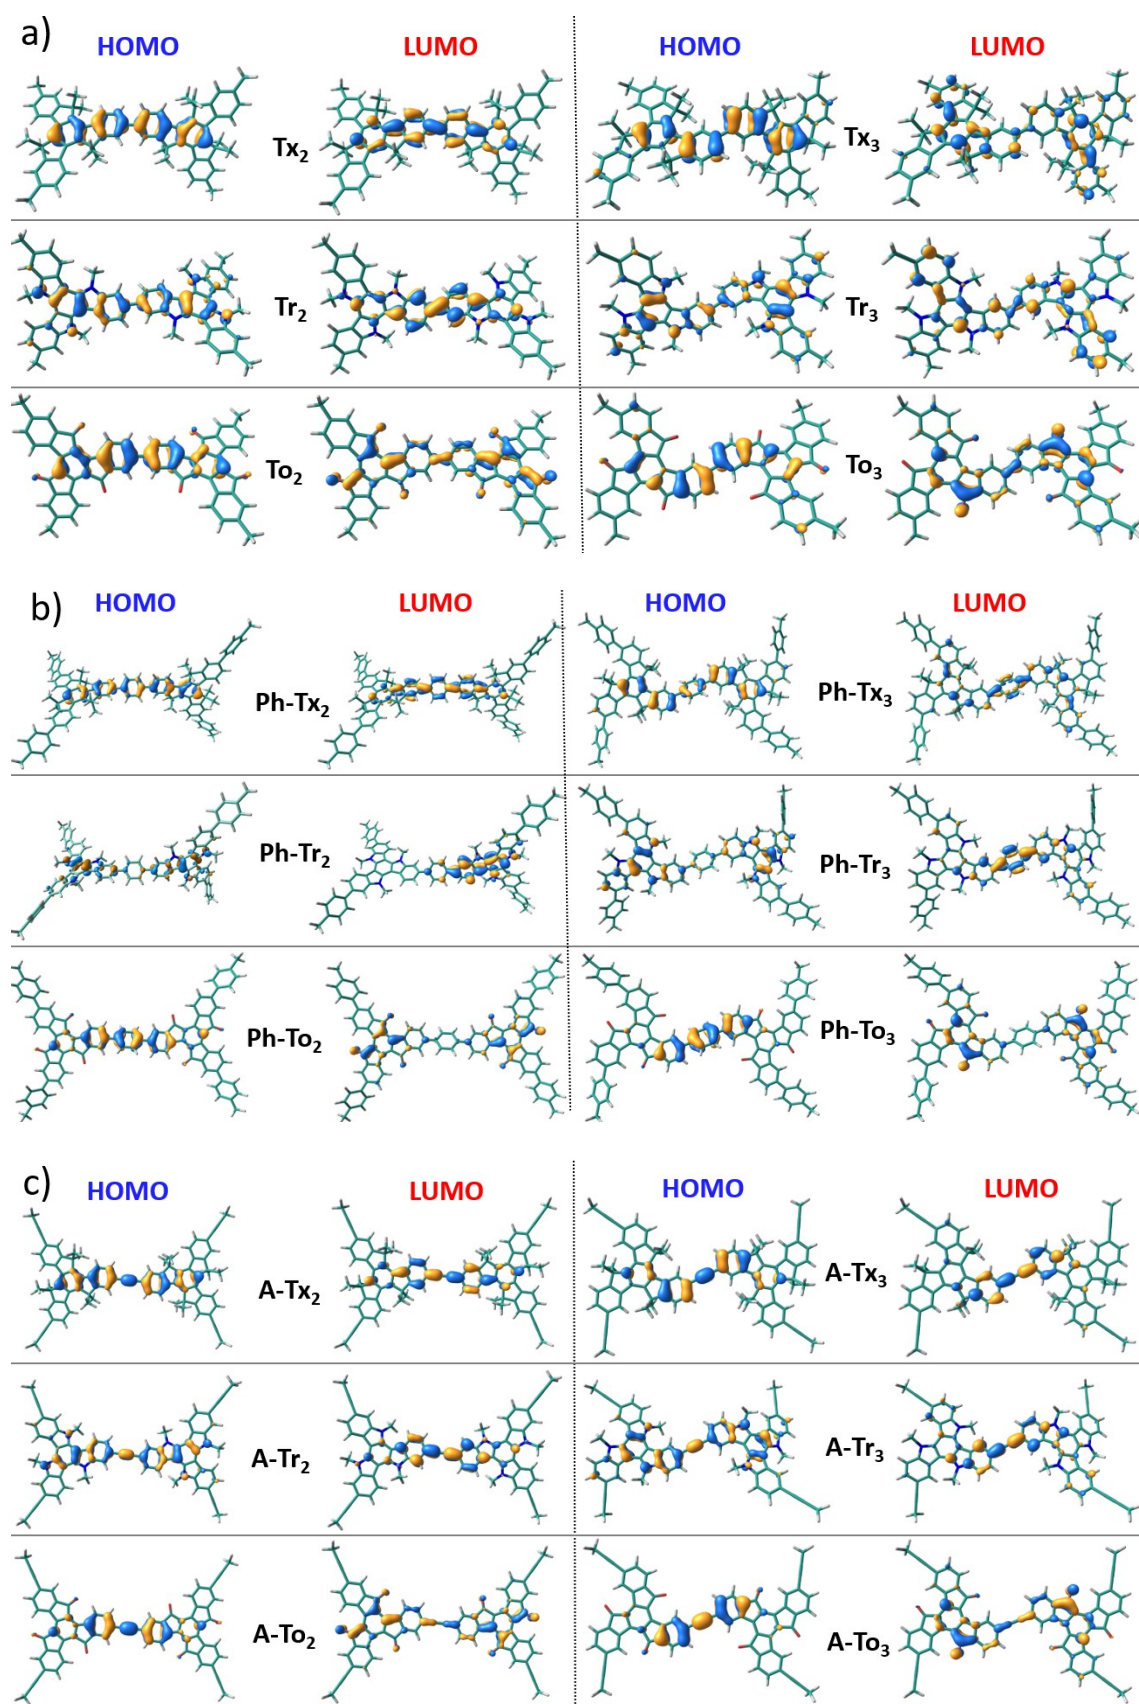 a)
HOMO LUMO HOMO LUMO
Tx₂ Tx₃
Tr₂ Tr₃
To₂ To₃
b)
HOMO LUMO HOMO LUMO
Ph-Tx₂ Ph-Tx₃
Ph-Tr₂ Ph-Tr₃
Ph-To₂ Ph-To₃
c)
HOMO LUMO HOMO LUMO
A-Tx₂ A-Tx₃
A-Tr₂ A-Tr₃
A-To₂ A-To₃